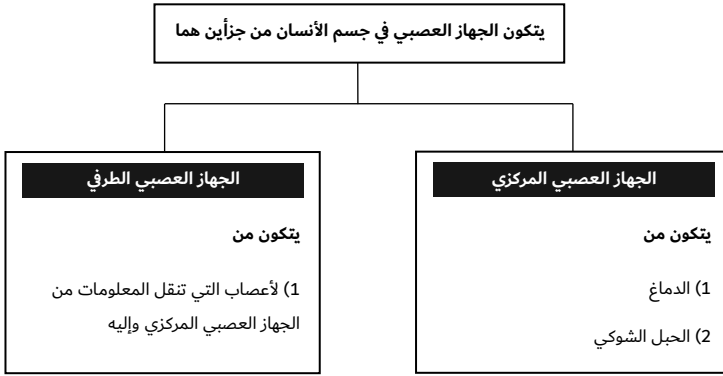 يتكون الجهاز العصبي في جسم الأنسان من جزأين هما
الجهاز العصبي المركزي
يتكون من
1) الدماغ
2) الحبل الشوكي
الجهاز العصبي الطرفي
يتكون من
1) لأعصاب التي تنقل المعلومات من
الجهاز العصبي المركزي وإليه